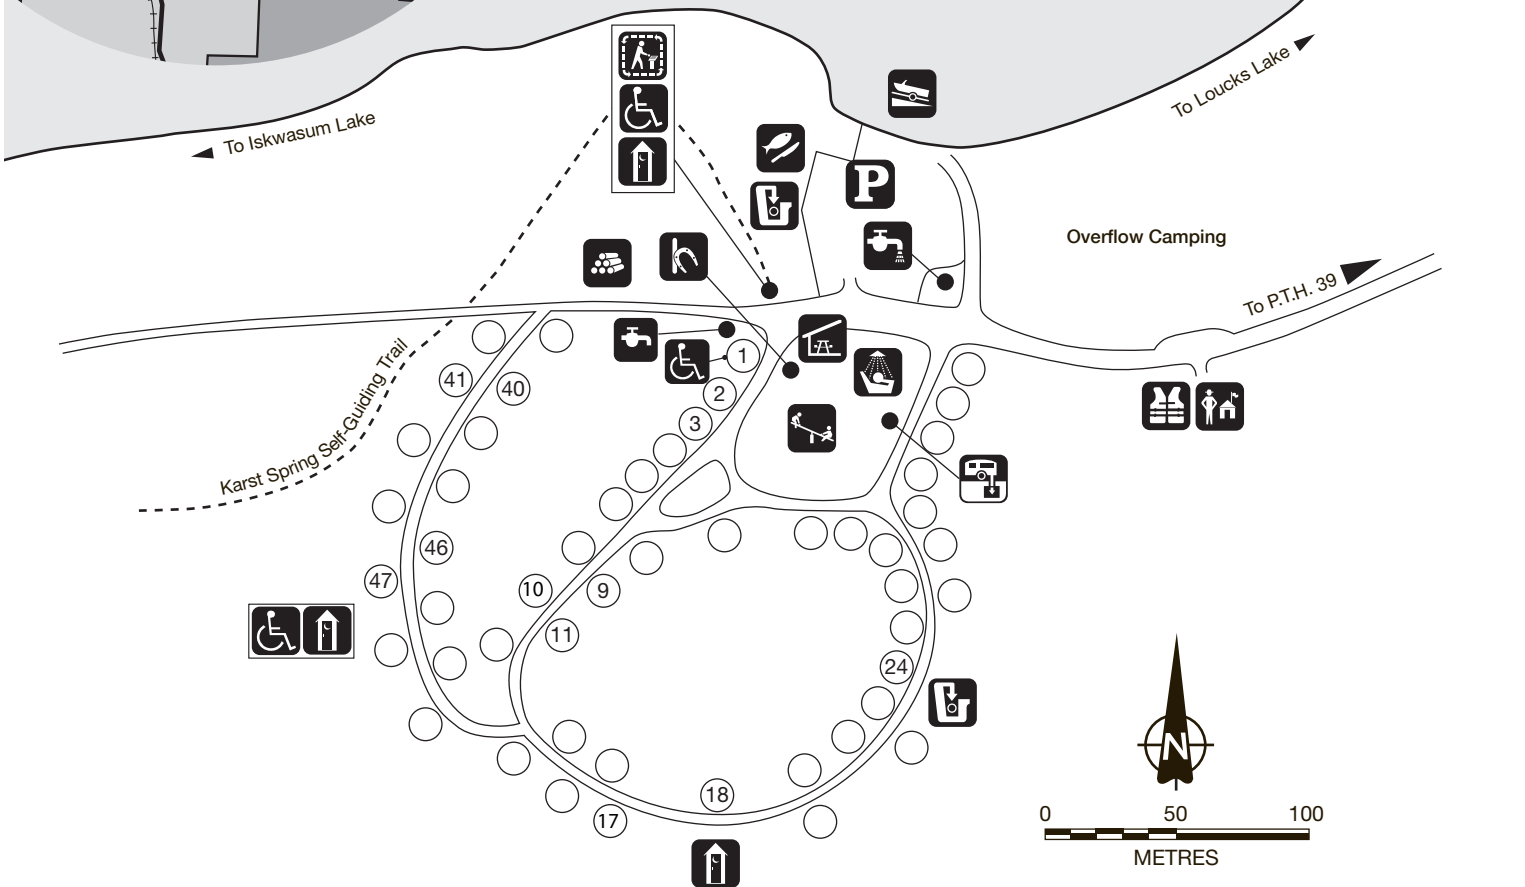 To Loucks Lake
To Iskwasum Lake
P
Overflow Camping
To P.T.H. 39
1
2
3
41
40
Karst Spring Self-Guiding Trail
46
47
10
9
11
24
18
17
N
0 50 100
METRES